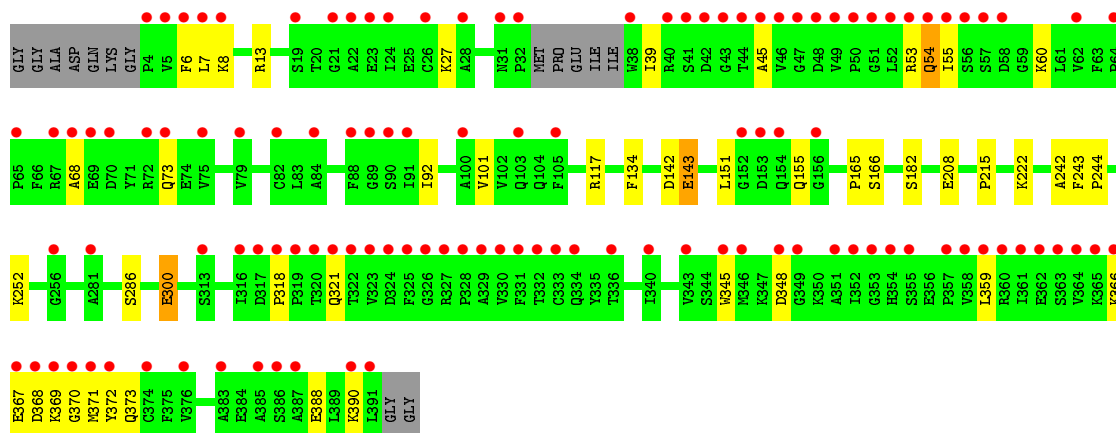 GLY GLY ALA ASP GLN LYS GLY P4 V5 F6 L7 K8 R13 S19 T20 G21 A22 E23 I24 E25 C26 K27 A28 N31 P32 MET PRO GLU ILE ILE W38 I39 R40 S41 D42 G43 T44 A45 V46 G47 D48 V49 P50 G51 L52 R53 Q54 I55 S56 S57 D58 G59 K60 L61 V62 F63 P64
P65 F66 R67 A68 E69 D70 Y71 R72 Q73 E74 V75 V79 C82 L83 A84 F88 G89 S90 I91 I92 A100 V101 V102 Q103 Q104 F105 R117 F134 D142 E143 L151 G152 D153 Q154 Q155 G156 P165 S166 S182 E208 P215 K222 A242 F243 P244
K252 G256 A281 S286 E300 S313 I316 D317 P318 P319 T320 Q321 T322 V323 D324 F325 G326 R327 P328 A329 V330 F331 T332 C333 Q334 Y335 T336 I340 V343 S344 W345 M346 K347 D348 G349 K350 A351 I352 G353 H354 S355 E356 P357 V358 L359 R360 I361 E362 S363 V364 K365 K366
E367 D368 K369 G370 M371 Y372 Q373 C374 F375 V376 A383 E384 A385 S386 A387 E388 L389 K390 L391 GLY GLY